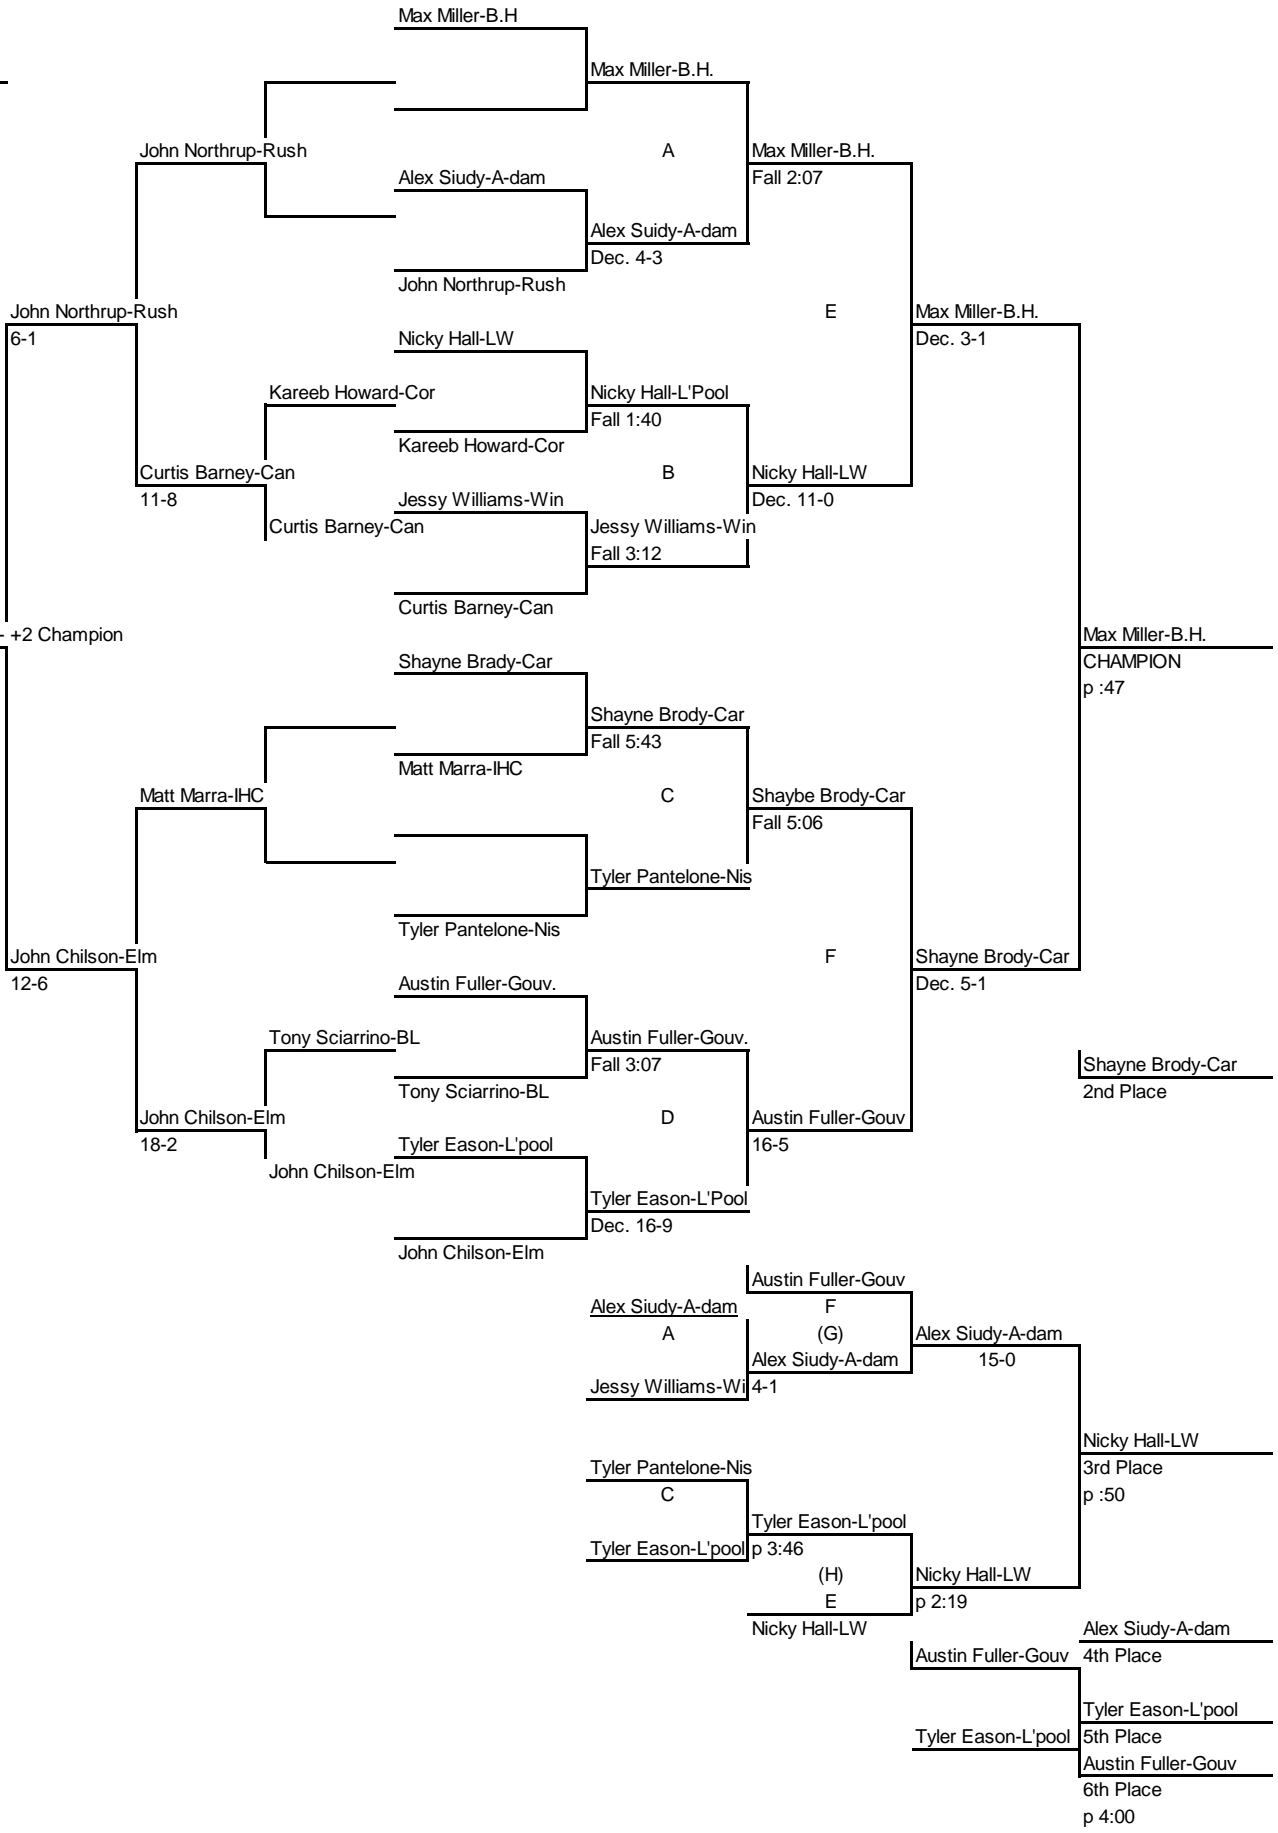 Max Miller-B.H
Max Miller-B.H.
John Northrup-Rush
A
Max Miller-B.H.
Alex Siudy-A-dam
Fall 2:07
Alex Suidy-A-dam
Dec. 4-3
John Northrup-Rush
John Northrup-Rush
E
Max Miller-B.H.
6-1
Nicky Hall-LW
Dec. 3-1
Kareeb Howard-Cor
Nicky Hall-L'Pool
Fall 1:40
Kareeb Howard-Cor
Curtis Barney-Can
B
Nicky Hall-LW
11-8
Jessy Williams-Win
Dec. 11-0
Curtis Barney-Can
Jessy Williams-Win
Fall 3:12
Curtis Barney-Can
- +2 Champion
Max Miller-B.H.
Shayne Brady-Car
CHAMPION
p :47
Shayne Brody-Car
Fall 5:43
Matt Marra-IHC
Matt Marra-IHC
C
Shaybe Brody-Car
Fall 5:06
Tyler Pantelone-Nis
Tyler Pantelone-Nis
John Chilson-Elm
F
Shayne Brody-Car
12-6
Austin Fuller-Gouv.
Dec. 5-1
Tony Sciarrino-BL
Austin Fuller-Gouv.
Fall 3:07
Shayne Brody-Car
Tony Sciarrino-BL
2nd Place
John Chilson-Elm
D
Austin Fuller-Gouv
18-2
Tyler Eason-L'pool
16-5
John Chilson-Elm
Tyler Eason-L'Pool
Dec. 16-9
John Chilson-Elm
Austin Fuller-Gouv
Alex Siudy-A-dam
F
A
(G)
Alex Siudy-A-dam
Alex Siudy-A-dam
15-0
Jessy Williams-Wi
4-1
Nicky Hall-LW
Tyler Pantelone-Nis
3rd Place
C
p :50
Tyler Eason-L'pool
Tyler Eason-L'pool
p 3:46
(H)
Nicky Hall-LW
E
p 2:19
Nicky Hall-LW
Alex Siudy-A-dam
Austin Fuller-Gouv
4th Place
Tyler Eason-L'pool
Tyler Eason-L'pool
5th Place
Austin Fuller-Gouv
6th Place
p 4:00